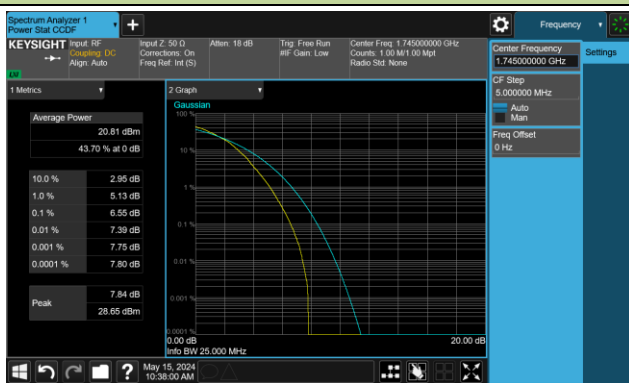 Spectrum Analyzer 1
Power Stat CCDF
Frequency
KEYSIGHT
Input: RF
Coupling: DC
Align: Auto
Input Z: 50 Ω
Corrections: On
Freq Ref: Int (S)
Atten: 18 dB
Trig: Free Run
#IF Gain: Low
Center Freq: 1.745000000 GHz
Counts: 1.00 M/1.00 Mpt
Radio Std: None
Center Frequency
1.745000000 GHz
Settings
CF Step
5.000000 MHz
Auto
Man
Freq Offset
0 Hz
1 Metrics
Average Power
20.81 dBm
43.70 % at 0 dB
10.0 % 2.95 dB
1.0 % 5.13 dB
0.1 % 6.55 dB
0.01 % 7.39 dB
0.001 % 7.75 dB
0.0001 % 7.80 dB
Peak 7.84 dB
28.65 dBm
2 Graph
Gaussian
100 %
10 %
1 %
0.1 %
0.01 %
0.001 %
0.0001 %
0.00 dB 20.00 dB
Info BW 25.000 MHz
May 15, 2024
10:38:00 AM